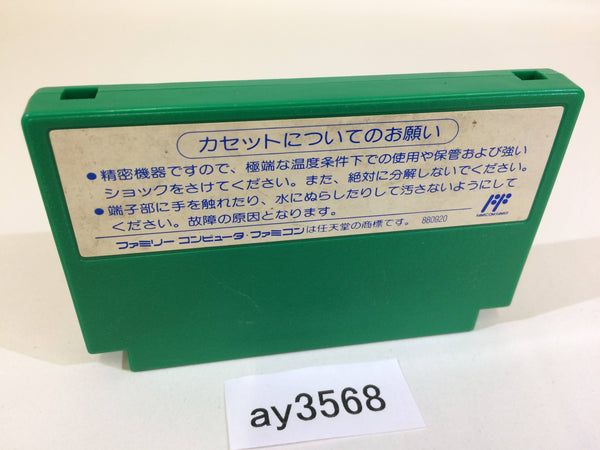 カセットについてのお願い
●精密機器ですので、極端な温度条件下での使用や保管および強い
ショックをさけてください。また、絶対に分解しないでください。
●端子部に手を触れたり、水にぬらしたりして汚さないようにして
ください。故障の原因となります。
ファミリーコンピュータ・ファミコンは任天堂の商標です。 880920
ay3568